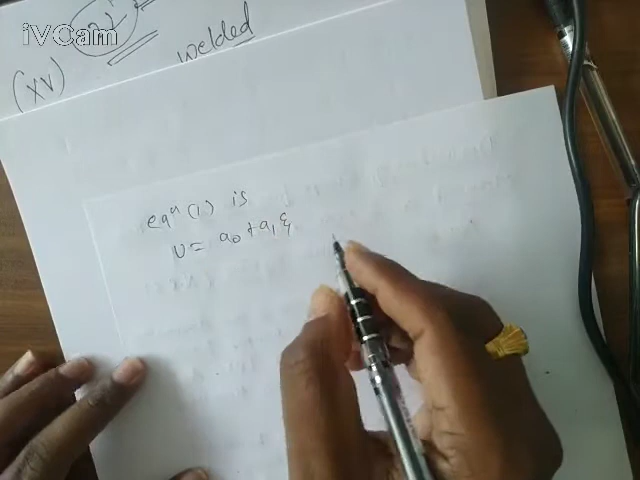 iVCam
welded
(XV)
eqⁿ (1) is
u = a₀ + a₁ξ